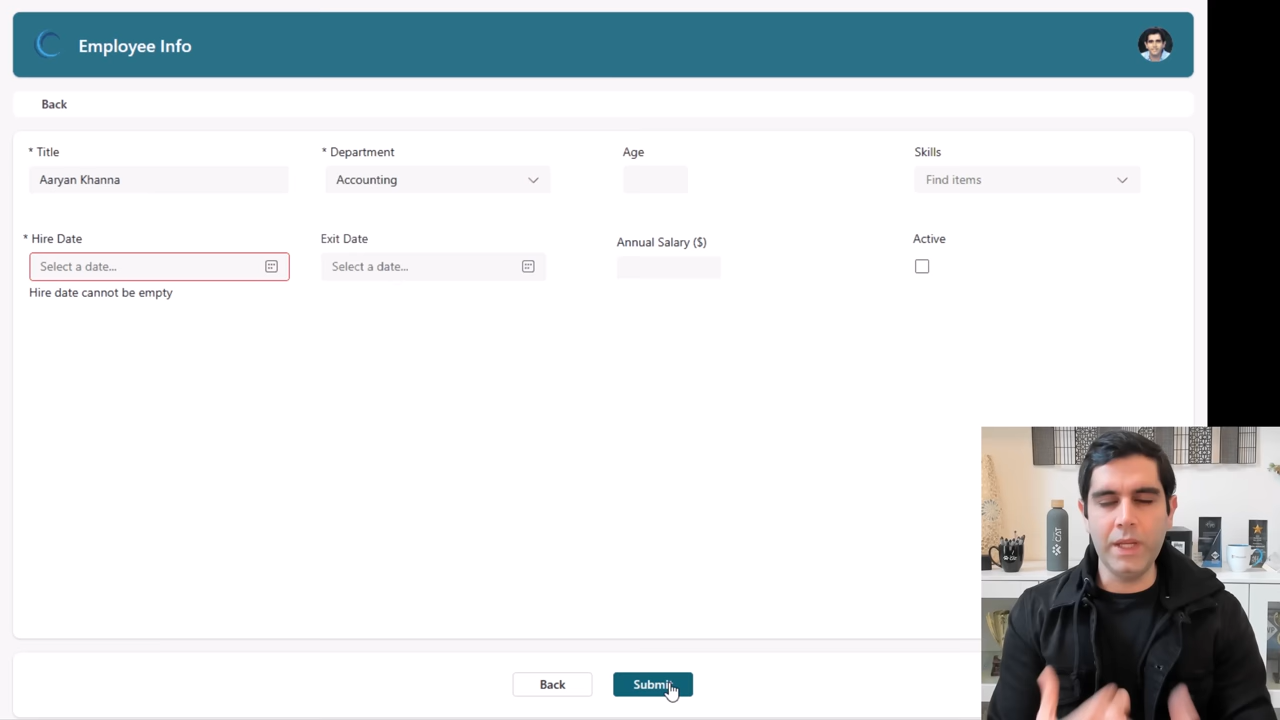 Employee Info
Back
* Title
* Department
Age
Skills
Aaryan Khanna
Accounting
Find items
* Hire Date
Exit Date
Annual Salary ($)
Active
Select a date...
Select a date...
Hire date cannot be empty
Back
Submit
CAT